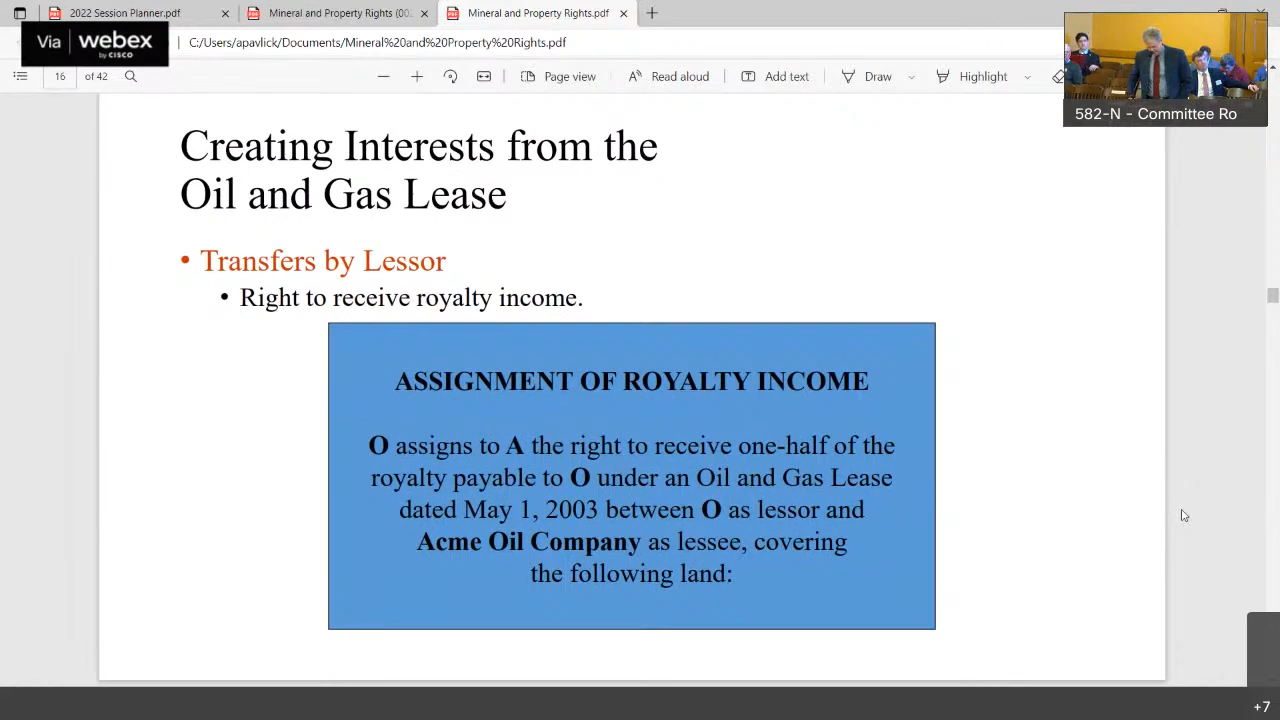 2022 Session Planner.pdf
Mineral and Property Rights (00
Mineral and Property Rights.pdf
Via webex
by CISCO
C:/Users/apavlick/Documents/Mineral%20and%20Property%20Rights.pdf
16 of 42
Page view
Read aloud
Add text
Draw
Highlight
582-N - Committee Ro
Creating Interests from the
Oil and Gas Lease
• Transfers by Lessor
• Right to receive royalty income.
ASSIGNMENT OF ROYALTY INCOME
O assigns to A the right to receive one-half of the
royalty payable to O under an Oil and Gas Lease
dated May 1, 2003 between O as lessor and
Acme Oil Company as lessee, covering
the following land:
+7